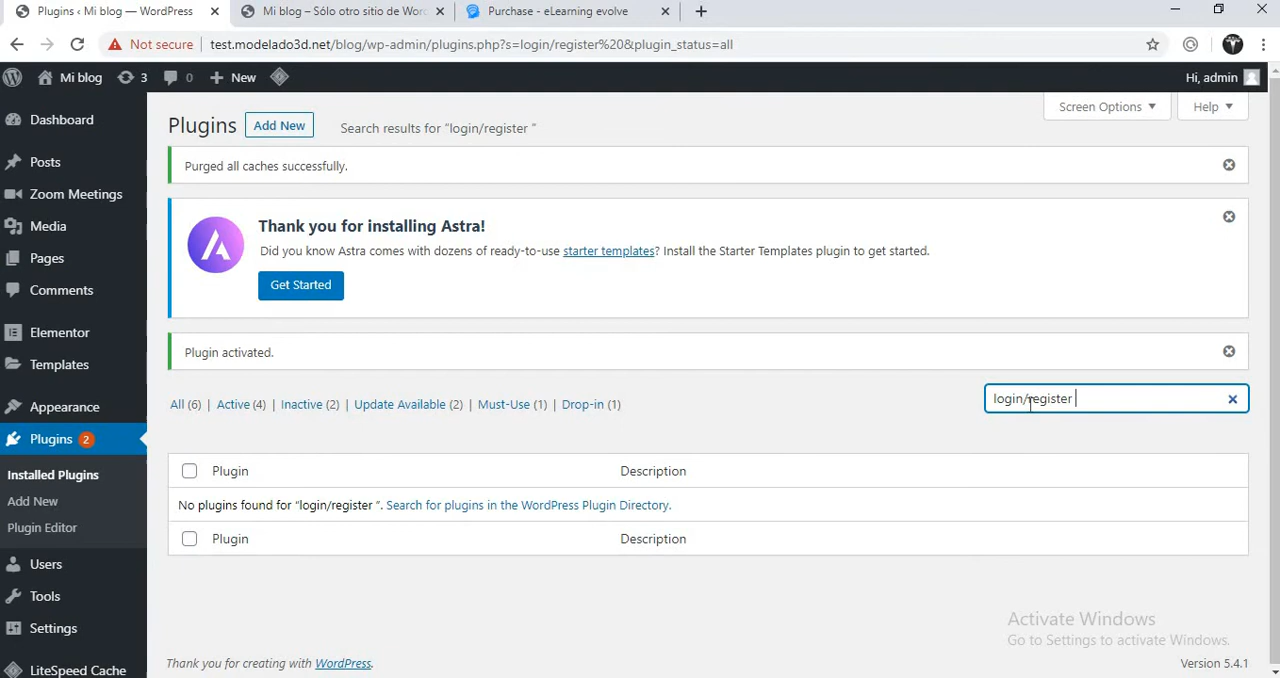 Plugins ‹ Mi blog — WordPress
Mi blog – Sólo otro sitio de Wor
Purchase - eLearning evolve
Not secure
test.modelado3d.net/blog/wp-admin/plugins.php?s=login/register%20&plugin_status=all
Mi blog
3
0
New
Hi, admin
Dashboard
Posts
Zoom Meetings
Media
Pages
Comments
Elementor
Templates
Appearance
Plugins 2
Installed Plugins
Add New
Plugin Editor
Users
Tools
Settings
LiteSpeed Cache
Screen Options
Help
Plugins
Add New
Search results for “login/register ”
Purged all caches successfully.
Thank you for installing Astra!
Did you know Astra comes with dozens of ready-to-use starter templates? Install the Starter Templates plugin to get started.
Get Started
Plugin activated.
All (6) | Active (4) | Inactive (2) | Update Available (2) | Must-Use (1) | Drop-in (1)
login/register
Plugin
Description
No plugins found for “login/register ”. Search for plugins in the WordPress Plugin Directory.
Plugin
Description
Activate Windows
Go to Settings to activate Windows.
Thank you for creating with WordPress.
Version 5.4.1